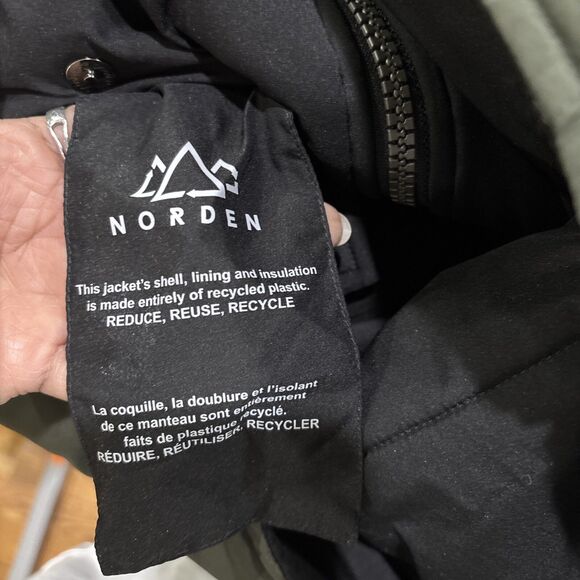 NORDEN
This jacket's shell, lining and insulation
is made entirely of recycled plastic.
REDUCE, REUSE, RECYCLE
La coquille, la doublure et l'isolant
de ce manteau sont entièrement
faits de plastique recyclé.
RÉDUIRE, RÉUTILISER, RECYCLER